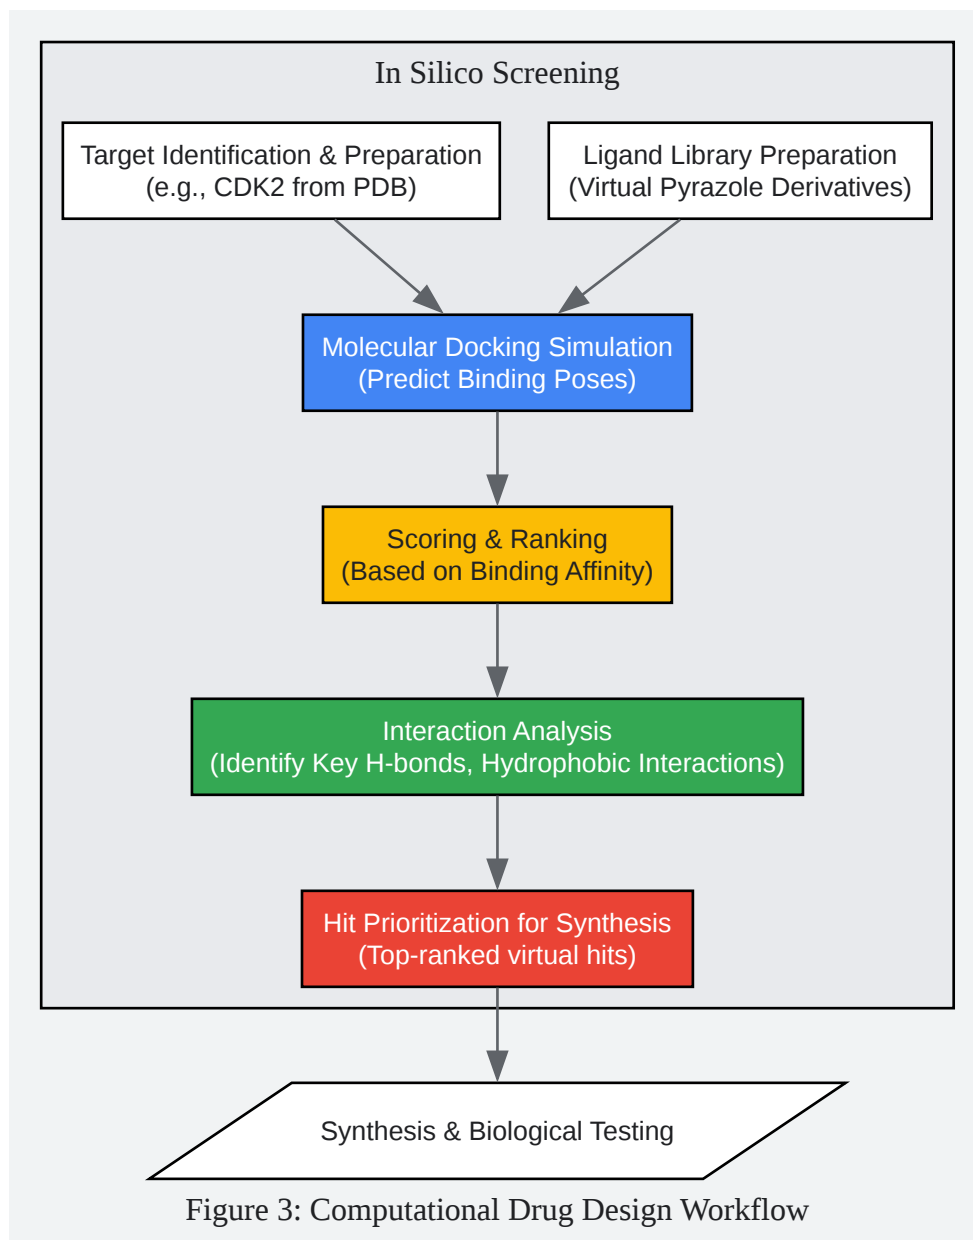 In Silico Screening
Target Identification & Preparation
(e.g., CDK2 from PDB)
Ligand Library Preparation
(Virtual Pyrazole Derivatives)
Molecular Docking Simulation
(Predict Binding Poses)
Scoring & Ranking
(Based on Binding Affinity)
Interaction Analysis
(Identify Key H-bonds, Hydrophobic Interactions)
Hit Prioritization for Synthesis
(Top-ranked virtual hits)
Synthesis & Biological Testing
Figure 3: Computational Drug Design Workflow